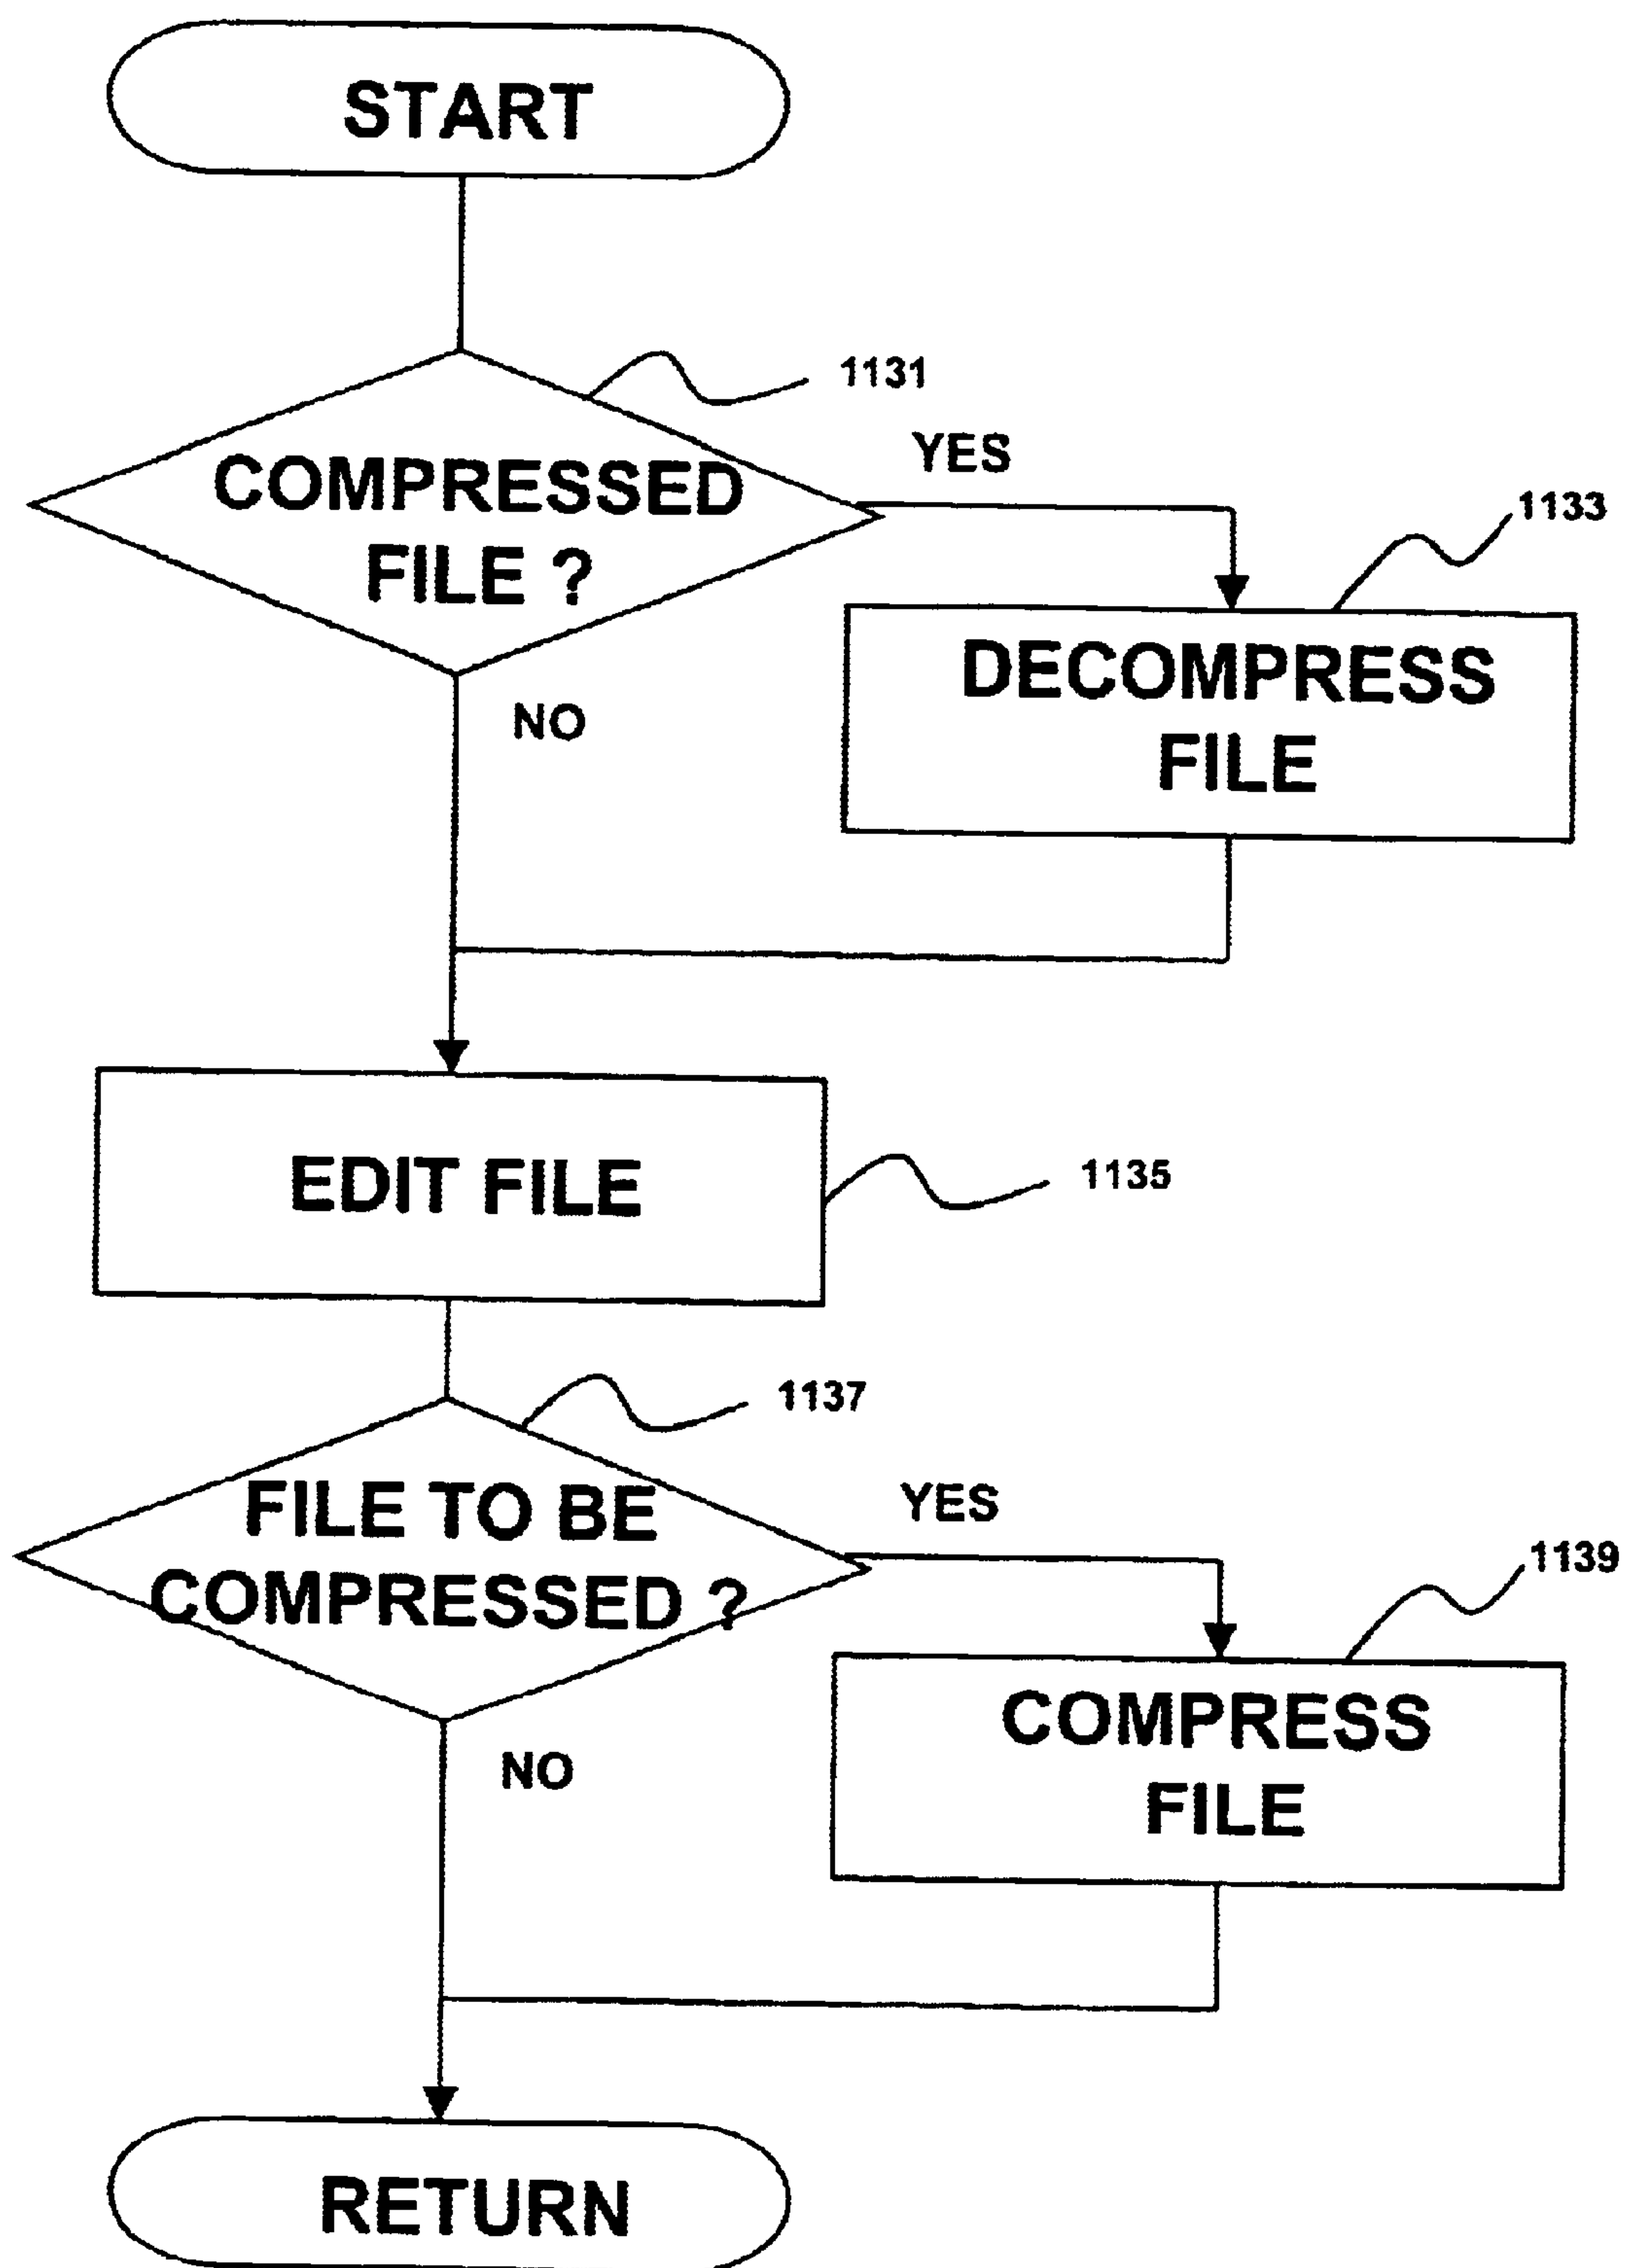 START
1131
COMPRESSED
FILE ?
YES
1133
DECOMPRESS
FILE
NO
EDIT FILE
1135
1137
FILE TO BE
COMPRESSED ?
YES
1139
COMPRESS
FILE
NO
RETURN